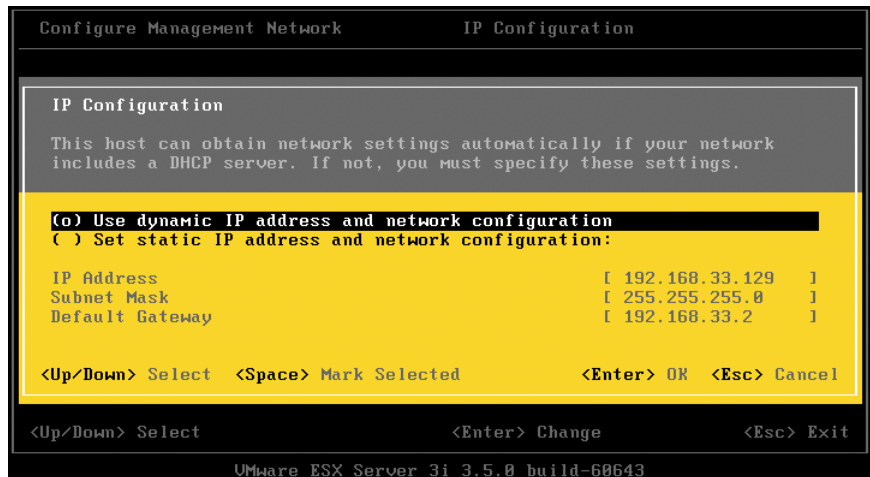 Configure Management Network IP Configuration
IP Configuration
This host can obtain network settings automatically if your network
includes a DHCP server. If not, you must specify these settings.
(o) Use dynamic IP address and network configuration
( ) Set static IP address and network configuration:
IP Address [ 192.168.33.129 ]
Subnet Mask [ 255.255.255.0 ]
Default Gateway [ 192.168.33.2 ]
<Up/Down> Select <Space> Mark Selected <Enter> OK <Esc> Cancel
<Up/Down> Select <Enter> Change <Esc> Exit
VMware ESX Server 3i 3.5.0 build-60643